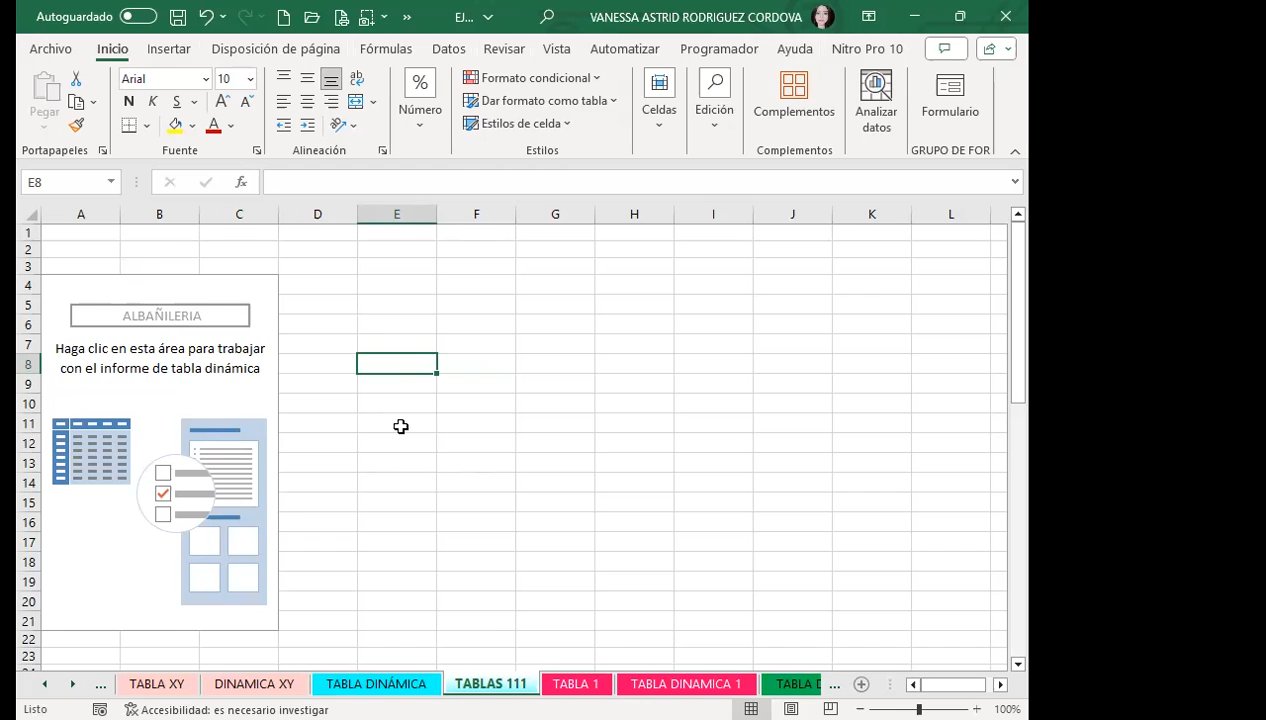 Autoguardado EJ... VANESSA ASTRID RODRIGUEZ CORDOVA
Archivo Inicio Insertar Disposición de página Fórmulas Datos Revisar Vista Automatizar Programador Ayuda Nitro Pro 10
Pegar Arial 10 Número Formato condicional Celdas Edición Complementos Analizar datos Formulario
N K S Dar formato como tabla
A Estilos de celda
Portapapeles Fuente Alineación Estilos Complementos GRUPO DE FOR
E8 fx
A B C D E F G H I J K L
1
2
3
4
5 ALBAÑILERIA
6
7 Haga clic en esta área para trabajar
8 con el informe de tabla dinámica
9
10
11
12
13
14
15
16
17
18
19
20
21
22
23
... TABLA XY DINAMICA XY TABLA DINÁMICA TABLAS 111 TABLA 1 TABLA DINAMICA 1 TABLA D ...
Listo Accesibilidad: es necesario investigar 100%